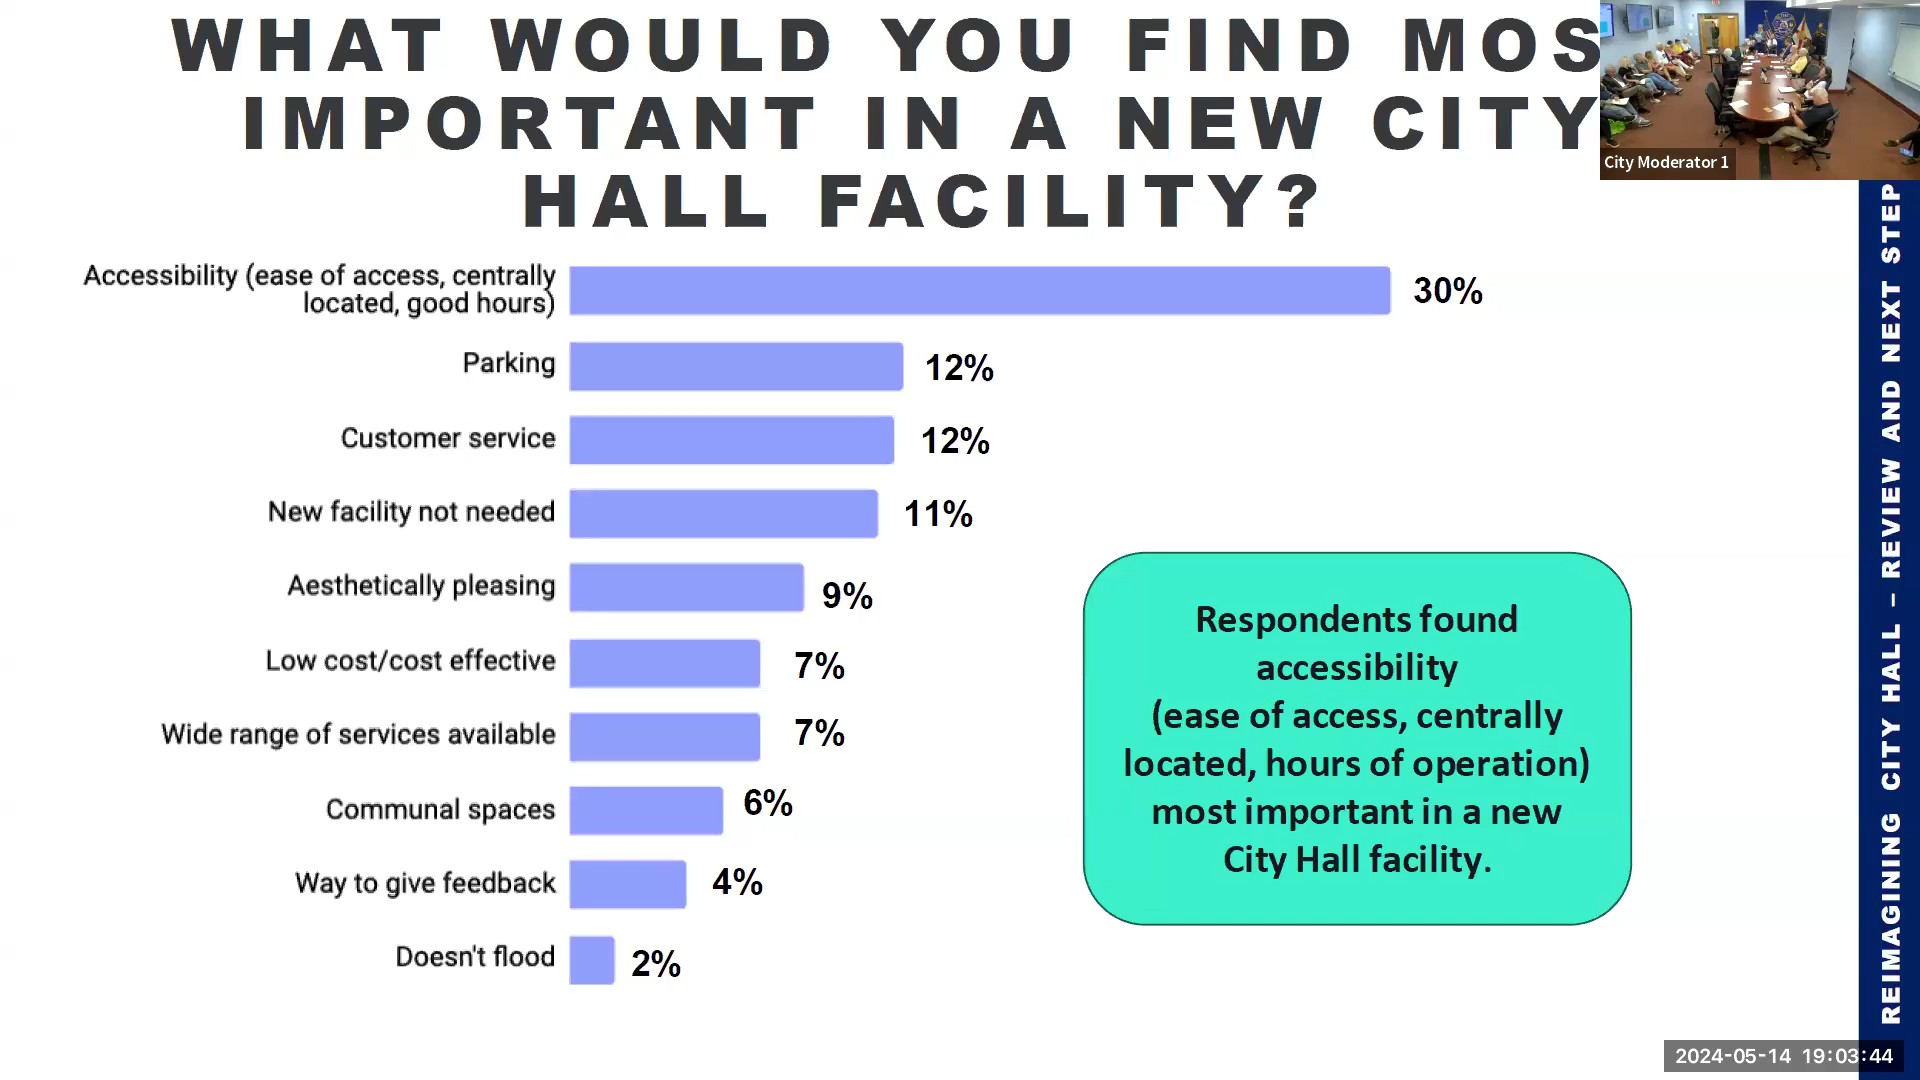 WHAT WOULD YOU FIND MOS
IMPORTANT IN A NEW CITY
HALL FACILITY?
City Moderator 1
Accessibility (ease of access, centrally
located, good hours)
30%
Parking
12%
Customer service
12%
New facility not needed
11%
Aesthetically pleasing
9%
Low cost/cost effective
7%
Wide range of services available
7%
Communal spaces
6%
Way to give feedback
4%
Doesn't flood
2%
Respondents found
accessibility
(ease of access, centrally
located, hours of operation)
most important in a new
City Hall facility.
REIMAGINING CITY HALL – REVIEW AND NEXT STEP
2024-05-14 19:03:44